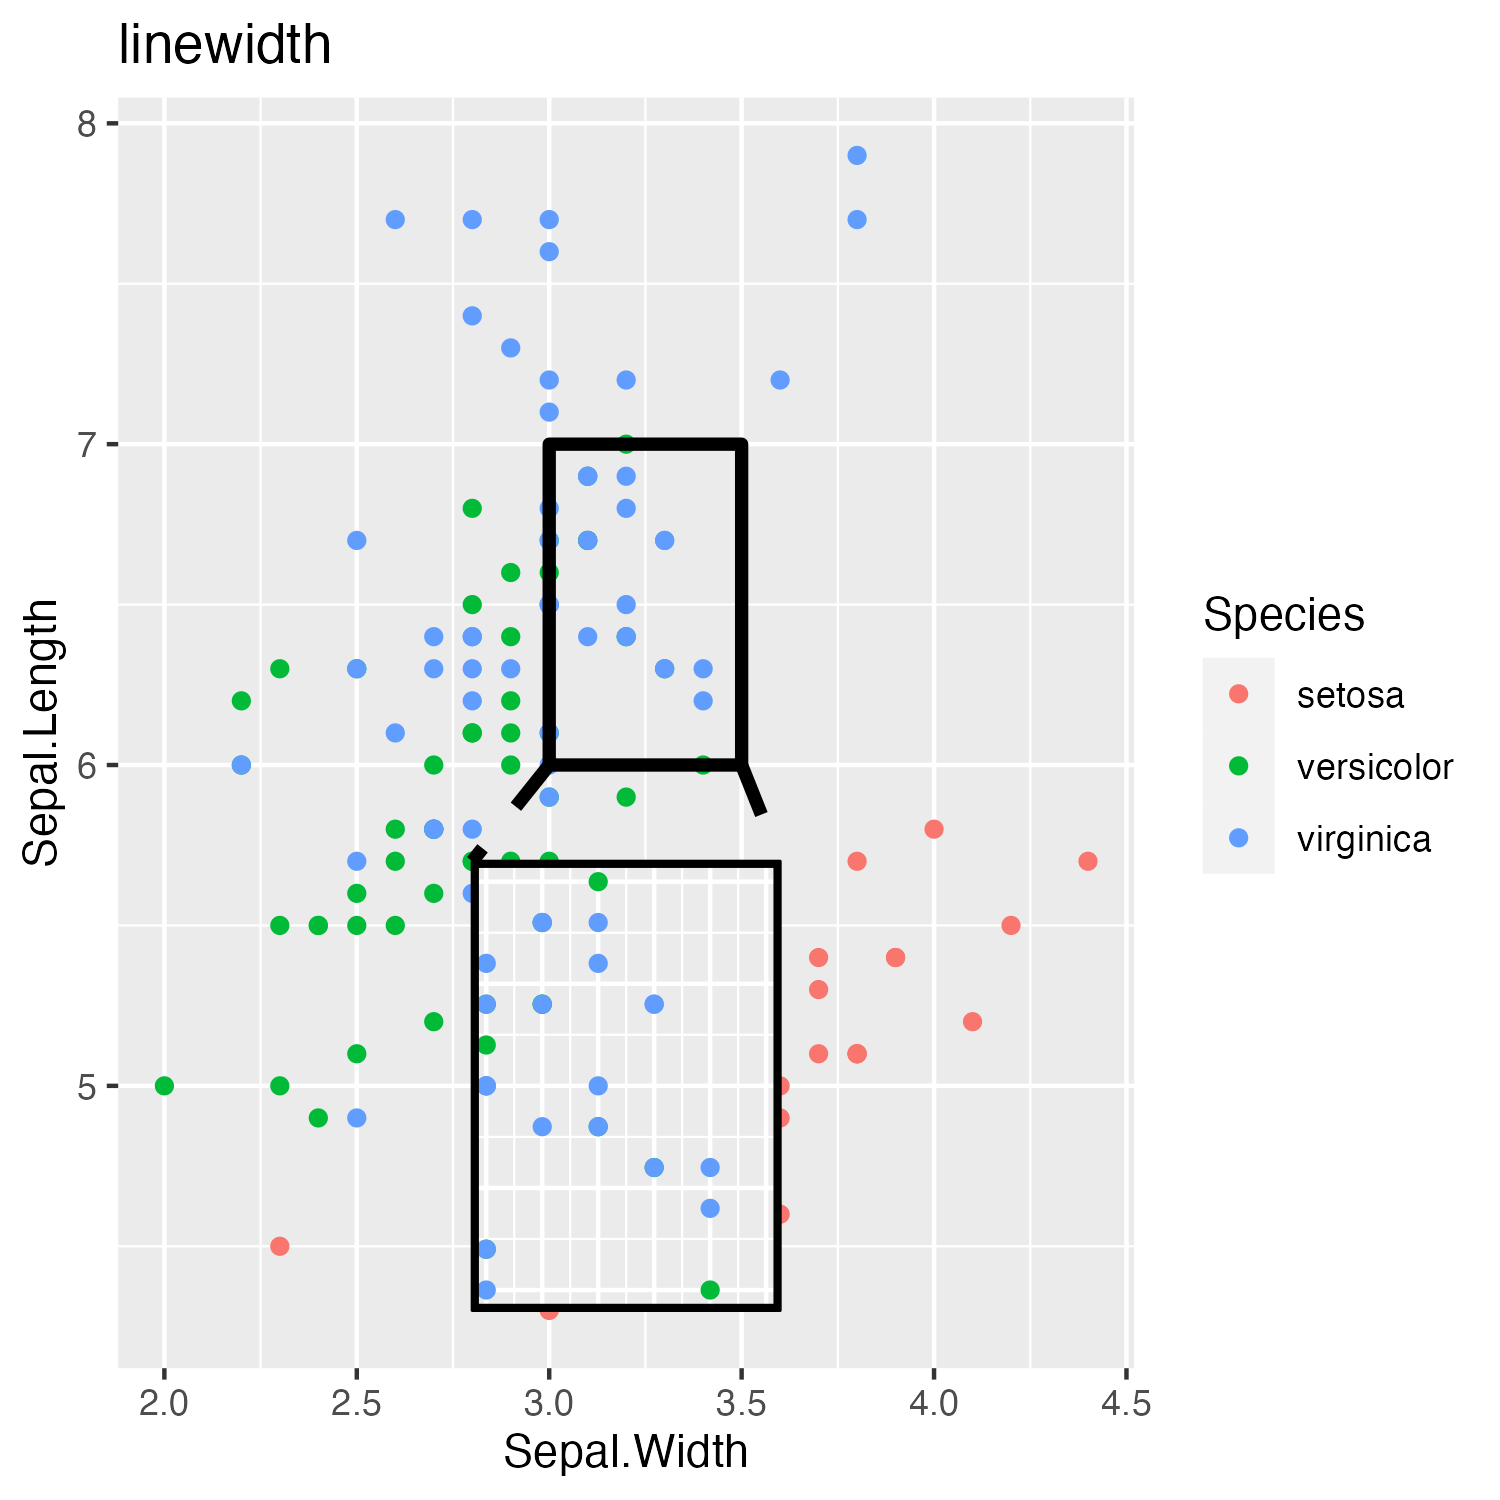 linewidth
8
7
6
5
Sepal.Length
2.0 2.5 3.0 3.5 4.0 4.5
Sepal.Width
Species
setosa
versicolor
virginica